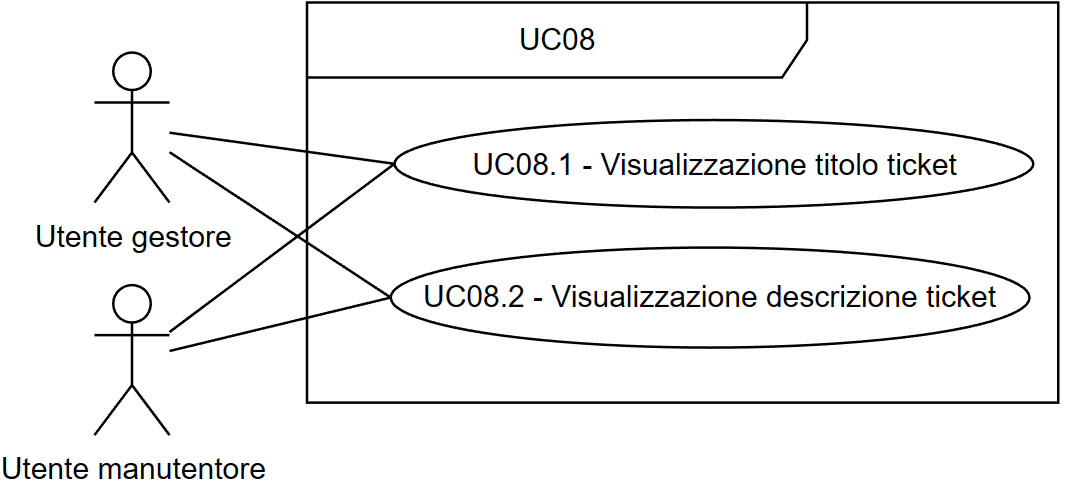 UC08
UC08.1 - Visualizzazione titolo ticket
Utente gestore
UC08.2 - Visualizzazione descrizione ticket
Utente manutentore